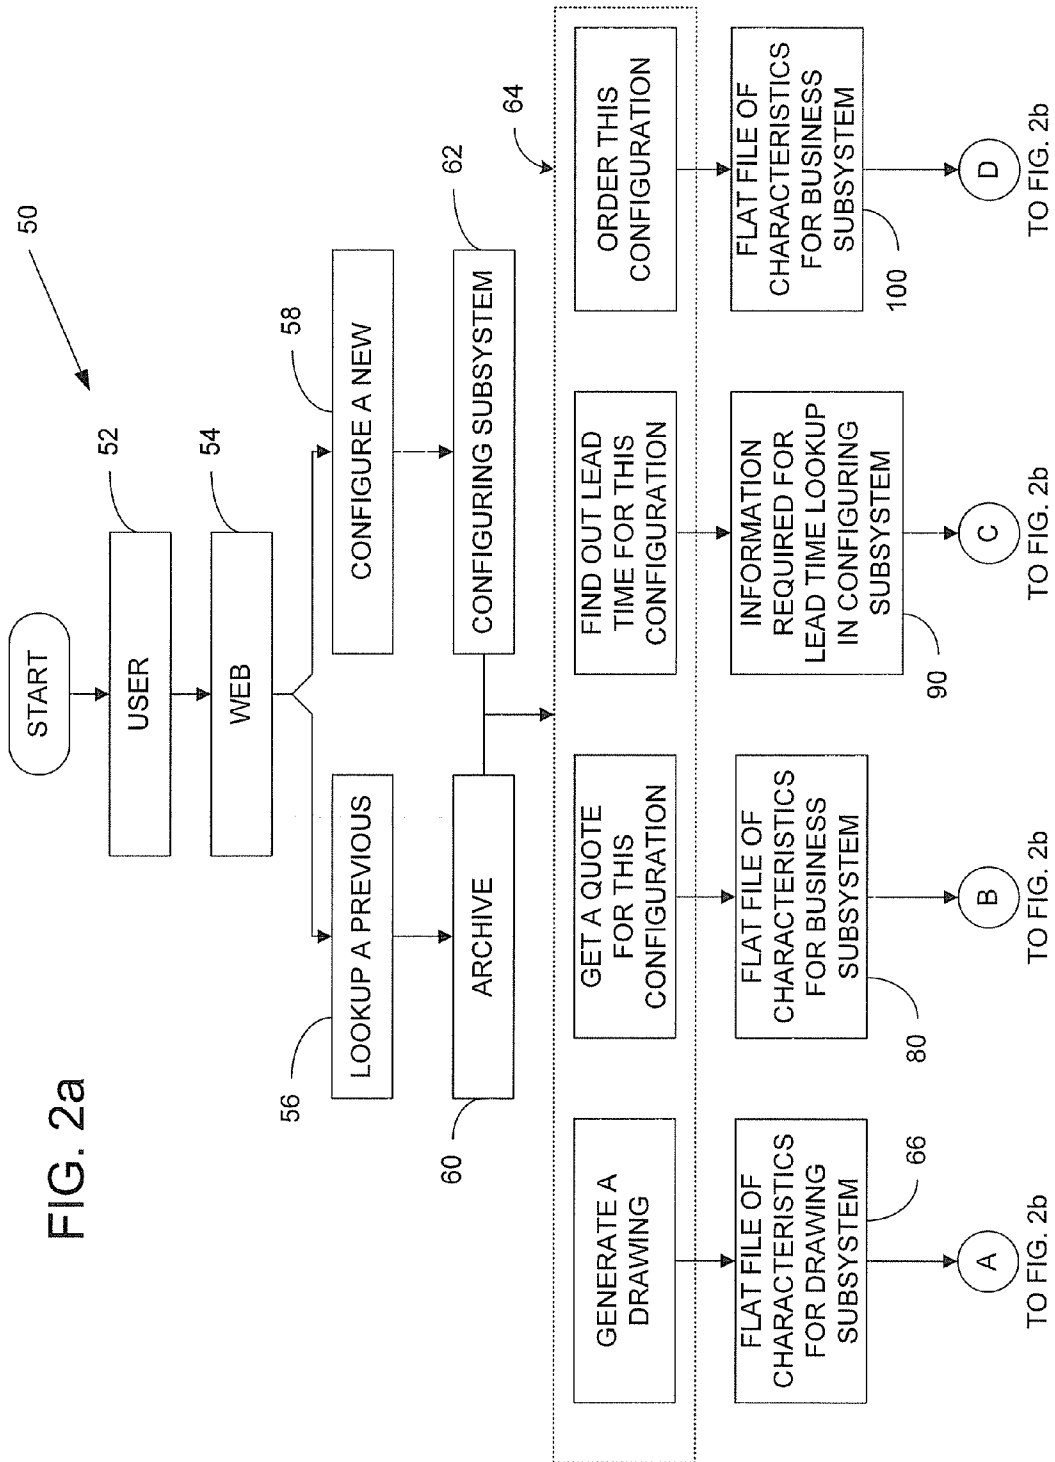 FIG. 2a
50
START
USER
52
WEB
54
LOOKUP A PREVIOUS
56
CONFIGURE A NEW
58
ARCHIVE
60
CONFIGURING SUBSYSTEM
62
64
GENERATE A
DRAWING
GET A QUOTE
FOR THIS
CONFIGURATION
FIND OUT LEAD
TIME FOR THIS
CONFIGURATION
ORDER THIS
CONFIGURATION
FLAT FILE OF
CHARACTERISTICS
FOR DRAWING
SUBSYSTEM
66
FLAT FILE OF
CHARACTERISTICS
FOR BUSINESS
SUBSYSTEM
80
INFORMATION
REQUIRED FOR
LEAD TIME LOOKUP
IN CONFIGURING
SUBSYSTEM
90
FLAT FILE OF
CHARACTERISTICS
FOR BUSINESS
SUBSYSTEM
100
A
TO FIG. 2b
B
TO FIG. 2b
C
TO FIG. 2b
D
TO FIG. 2b